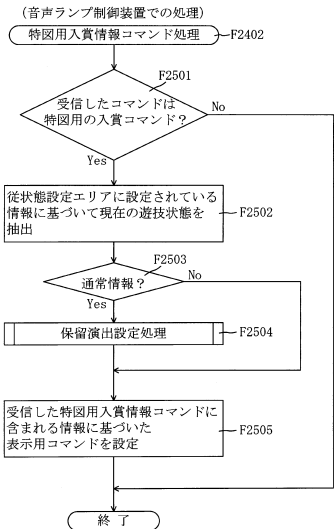 (音声ランプ制御装置での処理)
特図用入賞情報コマンド処理
F2402
F2501
受信したコマンドは
特図用の入賞コマンド?
No
Yes
従状態設定エリアに設定されている
情報に基づいて現在の遊技状態を
抽出
F2502
F2503
通常情報?
No
Yes
保留演出設定処理
F2504
受信した特図用入賞情報コマンドに
含まれる情報に基づいた
表示用コマンドを設定
F2505
終了